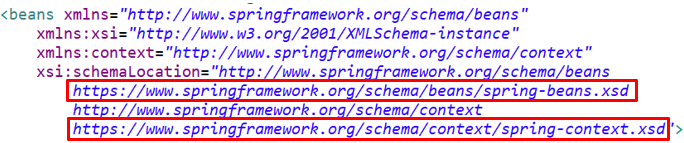 <beans xmlns="http://www.springframework.org/schema/beans"
xmlns:xsi="http://www.w3.org/2001/XMLSchema-instance"
xmlns:context="http://www.springframework.org/schema/context"
xsi:schemaLocation="http://www.springframework.org/schema/beans
https://www.springframework.org/schema/beans/spring-beans.xsd
http://www.springframework.org/schema/context
https://www.springframework.org/schema/context/spring-context.xsd">